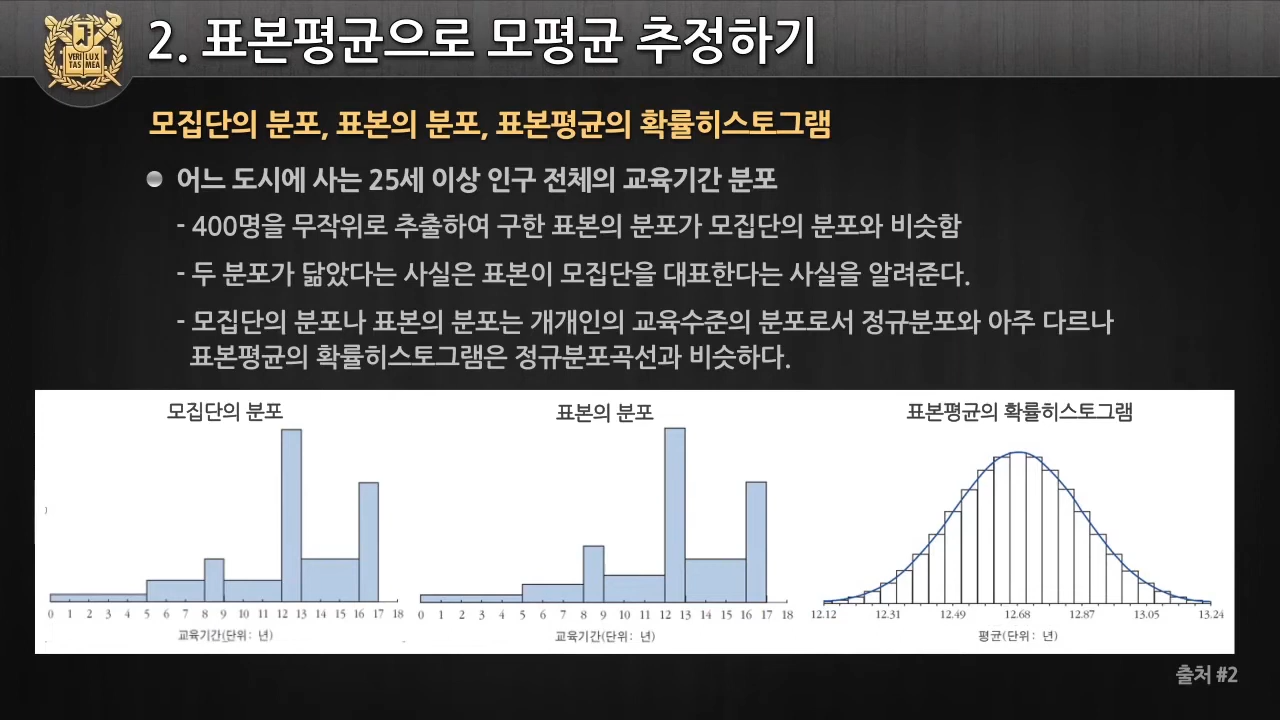 VERI LUX
TAS MEA
2. 표본평균으로 모평균 추정하기
모집단의 분포, 표본의 분포, 표본평균의 확률히스토그램
어느 도시에 사는 25세 이상 인구 전체의 교육기간 분포
- 400명을 무작위로 추출하여 구한 표본의 분포가 모집단의 분포와 비슷함
- 두 분포가 닮았다는 사실은 표본이 모집단을 대표한다는 사실을 알려준다.
- 모집단의 분포나 표본의 분포는 개개인의 교육수준의 분포로서 정규분포와 아주 다르나
표본평균의 확률히스토그램은 정규분포곡선과 비슷하다.
모집단의 분포
0 1 2 3 4 5 6 7 8 9 10 11 12 13 14 15 16 17 18
교육기간(단위: 년)
표본의 분포
0 1 2 3 4 5 6 7 8 9 10 11 12 13 14 15 16 17 18
교육기간(단위: 년)
표본평균의 확률히스토그램
12.12 12.31 12.49 12.68 12.87 13.05 13.24
평균(단위: 년)
출처 #2